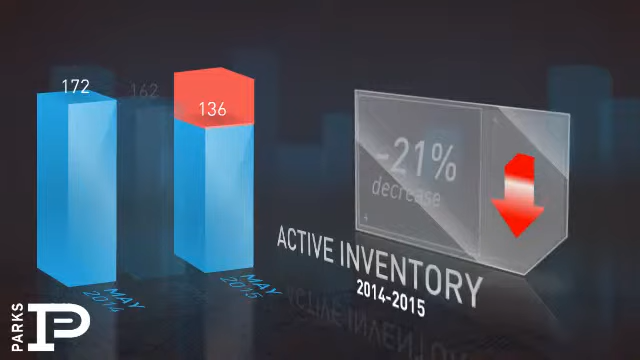 172
162
136
-21%
decrease
ACTIVE INVENTORY
2014-2015
MAY
2014
MAY
2015
PARKS
P